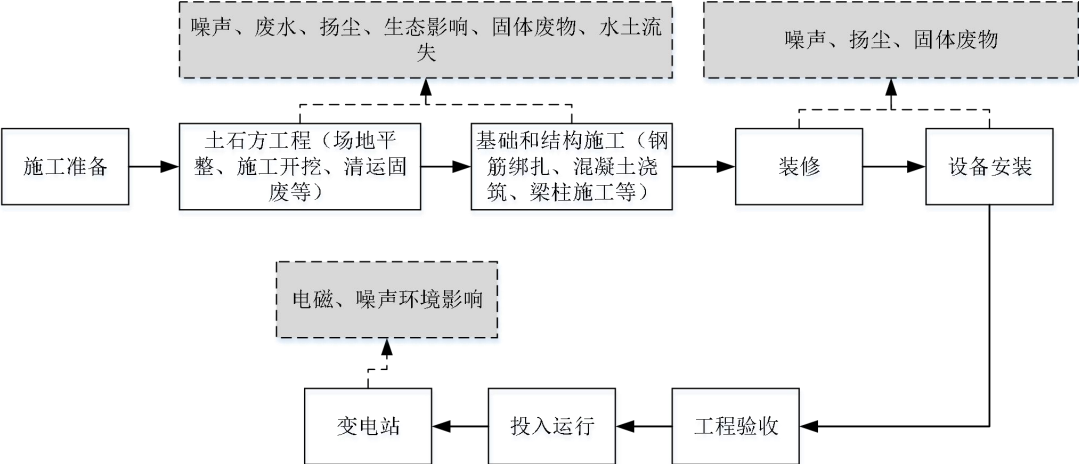 噪声、废水、扬尘、生态影响、固体废物、水土流
失
噪声、扬尘、固体废物
施工准备
土石方工程（场地平
整、施工开挖、清运固
废等）
基础和结构施工（钢
筋绑扎、混凝土浇
筑、梁柱施工等）
装修
设备安装
电磁、噪声环境影响
变电站
投入运行
工程验收